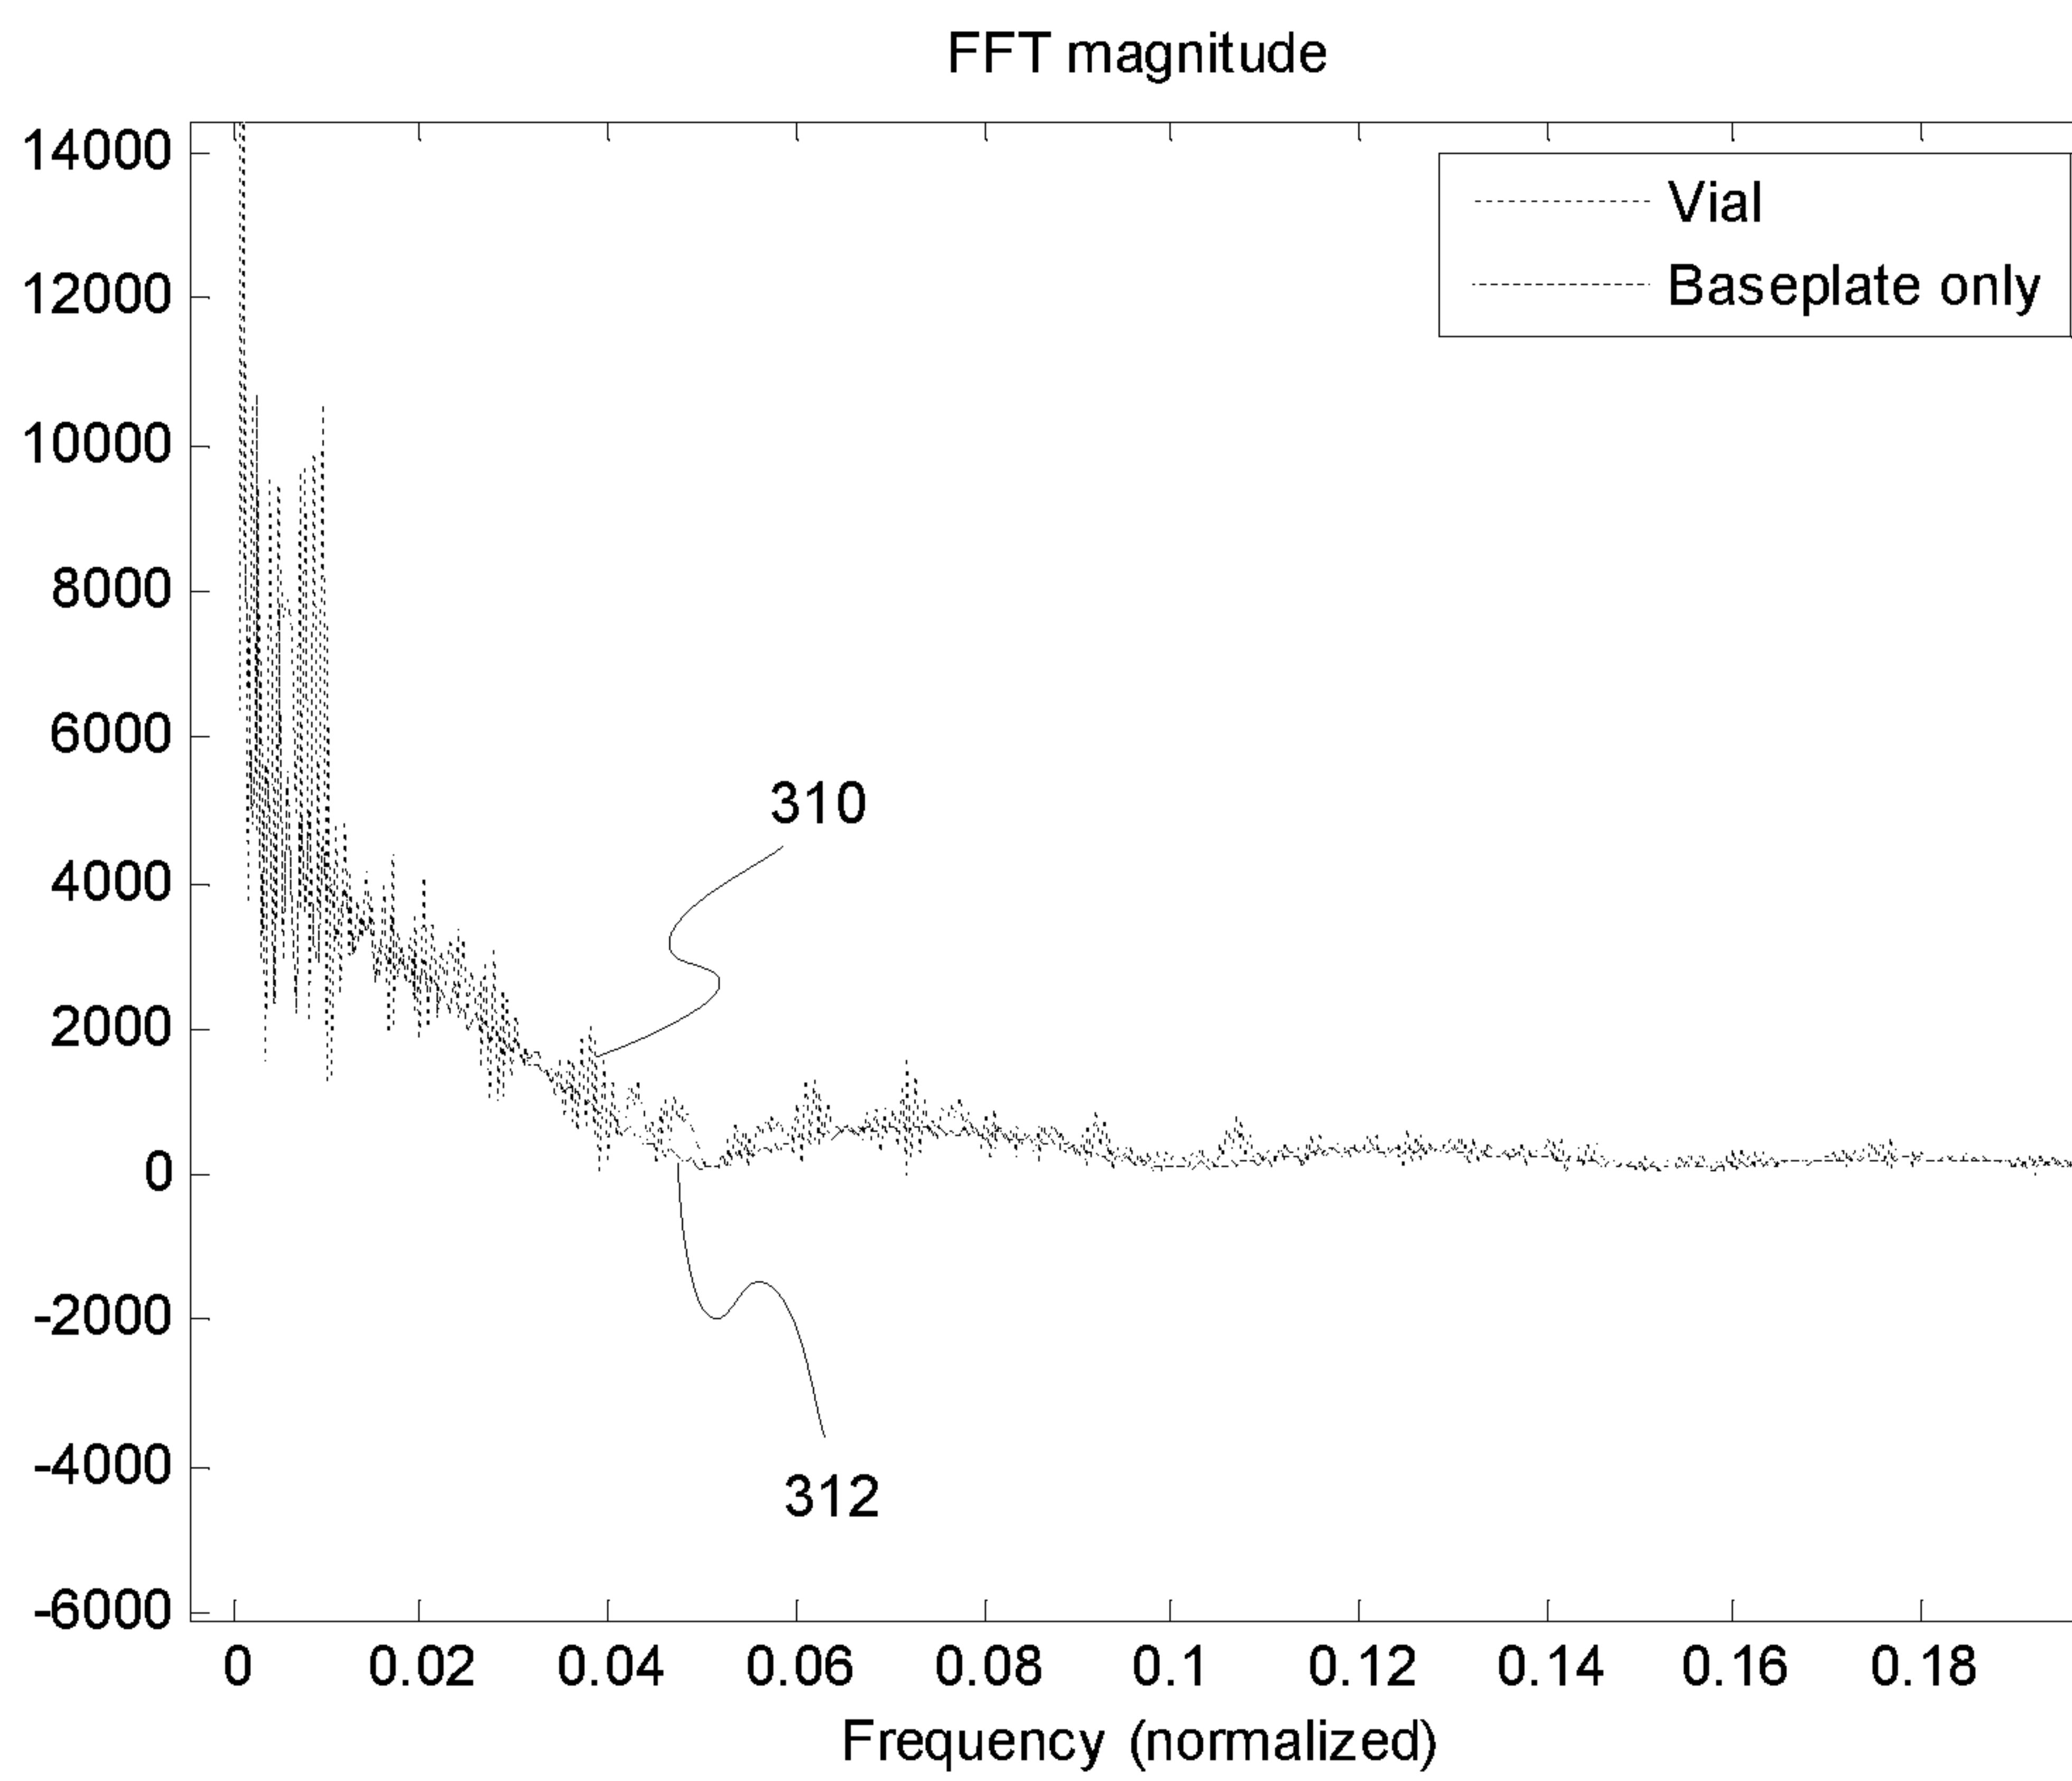 FFT magnitude
14000
12000
10000
8000
6000
4000
2000
0
-2000
-4000
-6000
Vial
Baseplate only
310
312
0 0.02 0.04 0.06 0.08 0.1 0.12 0.14 0.16 0.18
Frequency (normalized)